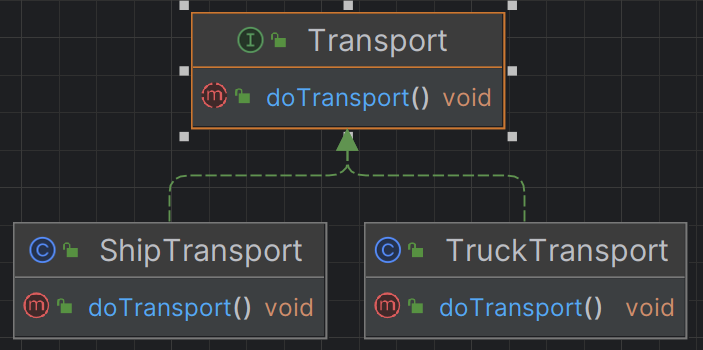 I Transport
m doTransport() void
C ShipTransport
m doTransport() void
C TruckTransport
m doTransport() void